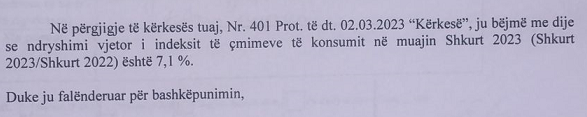 Në përgjigje të kërkesës tuaj, Nr. 401 Prot. të dt. 02.03.2023 “Kërkesë”, ju bëjmë me dije
se ndryshimi vjetor i indeksit të çmimeve të konsumit në muajin Shkurt 2023 (Shkurt
2023/Shkurt 2022) është 7,1 %.
Duke ju falënderuar për bashkëpunimin,